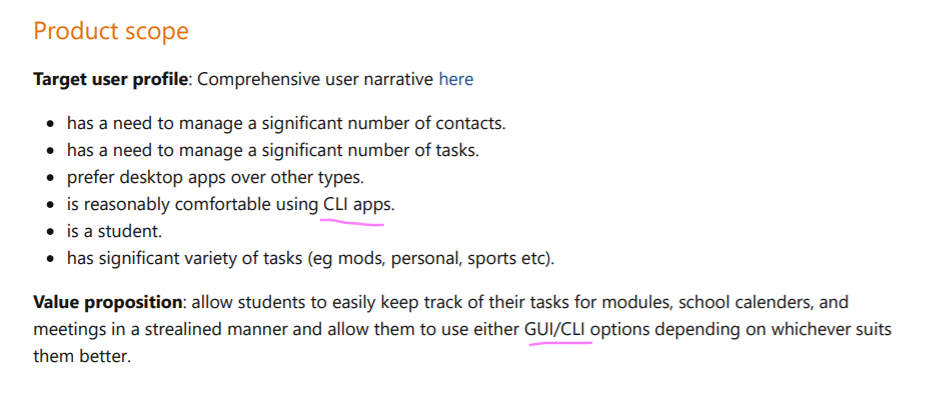 Product scope
Target user profile: Comprehensive user narrative here
has a need to manage a significant number of contacts.
has a need to manage a significant number of tasks.
prefer desktop apps over other types.
is reasonably comfortable using CLI apps.
is a student.
has significant variety of tasks (eg mods, personal, sports etc).
Value proposition: allow students to easily keep track of their tasks for modules, school calenders, and
meetings in a strealined manner and allow them to use either GUI/CLI options depending on whichever suits
them better.